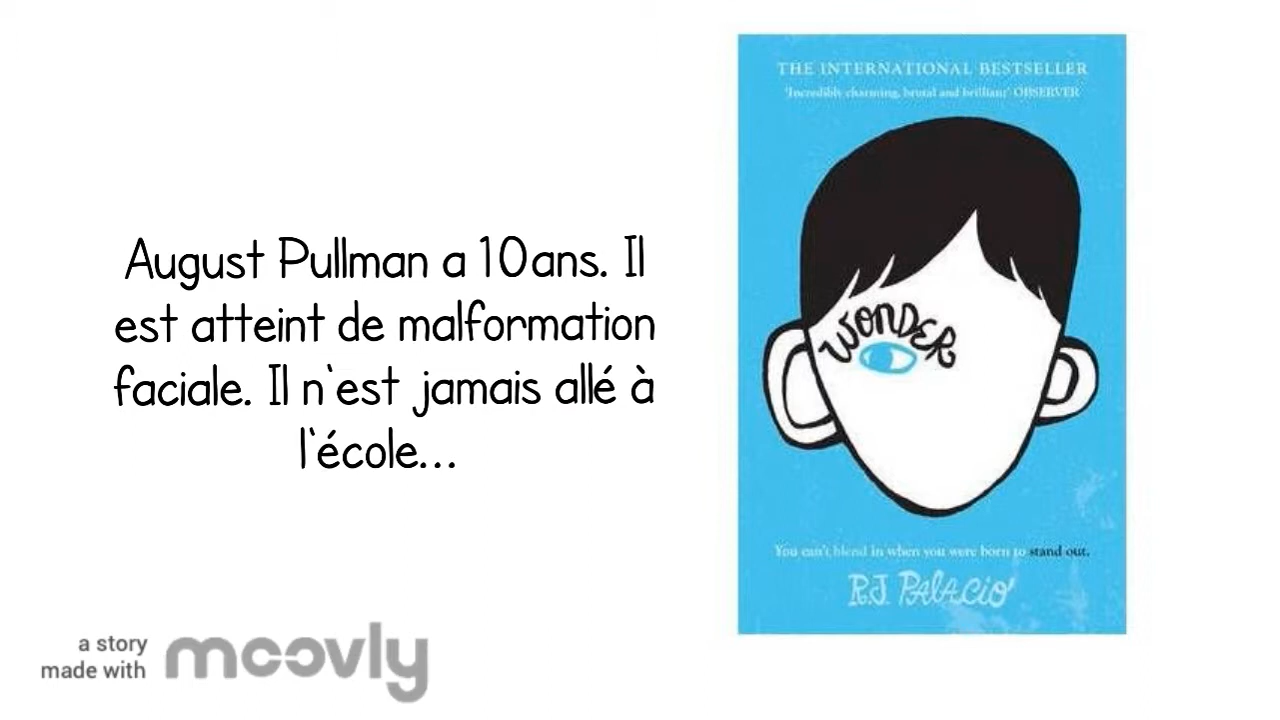 August Pullman a 10 ans. Il
est atteint de malformation
faciale. Il n'est jamais allé à
l'école...
THE INTERNATIONAL BESTSELLER
'Incredibly charming, brutal and brilliant' OBSERVER
WONDER
You can't blend in when you were born to stand out.
R.J. PALACIO
a story
made with
moovly